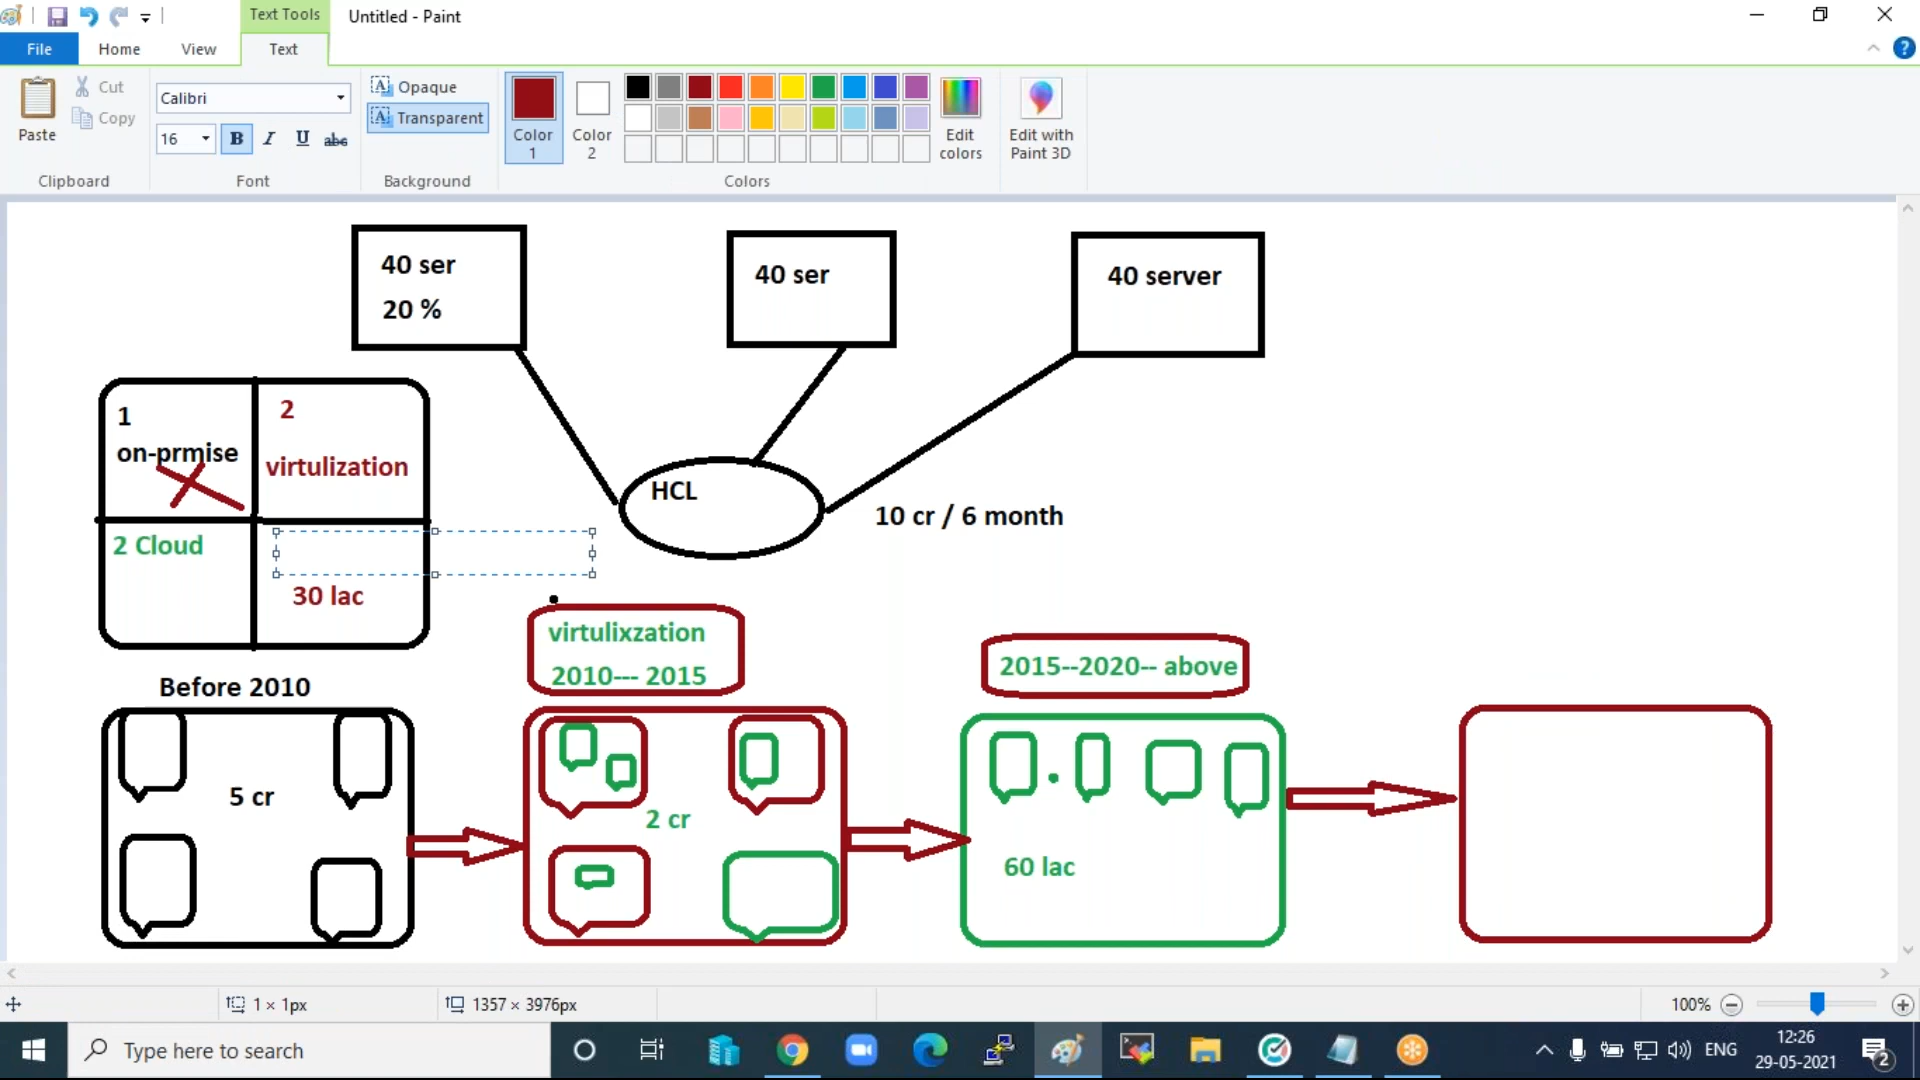 Text Tools
Untitled - Paint
File
Home
View
Text
Paste
Cut
Copy
Clipboard
Calibri
16
B
I
U
abc
Font
Opaque
Transparent
Background
Color
1
Color
2
Colors
Edit
colors
Edit with
Paint 3D
40 ser
20 %
40 ser
40 server
1
on-prmise
2
virtulization
HCL
10 cr / 6 month
2 Cloud
30 lac
virtulixzation
2010--- 2015
2015--2020-- above
Before 2010
5 cr
2 cr
60 lac
1 × 1px
1357 × 3976px
100%
Type here to search
ENG
12:26
29-05-2021
2